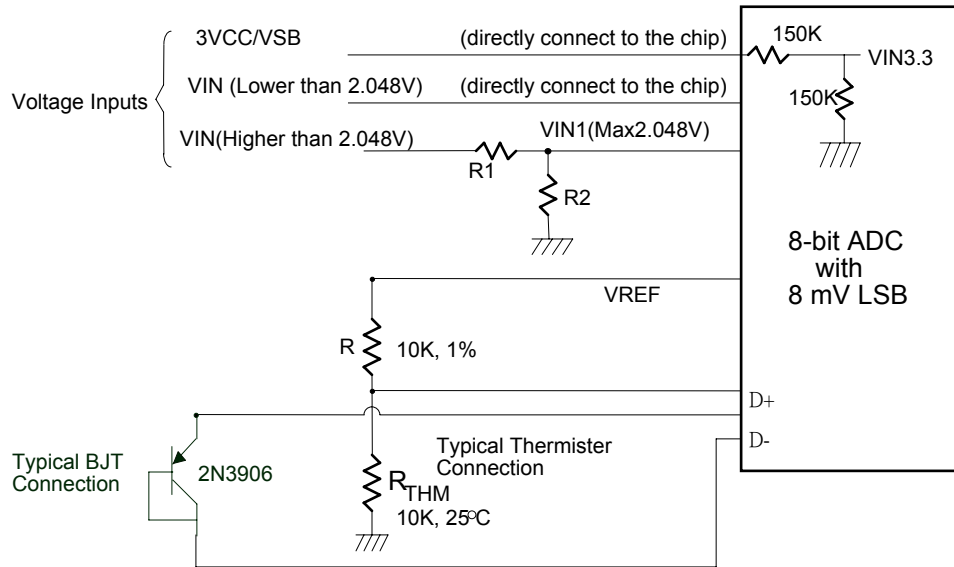 3VCC/VSB
(directly connect to the chip)
150K
VIN3.3
VIN (Lower than 2.048V)
(directly connect to the chip)
150K
Voltage Inputs
VIN(Higher than 2.048V)
VIN1(Max2.048V)
R1
R2
8-bit ADC
with
8 mV LSB
VREF
R
10K, 1%
D+
D-
Typical BJT
Connection
2N3906
Typical Thermister
Connection
RTHM
10K, 25°C